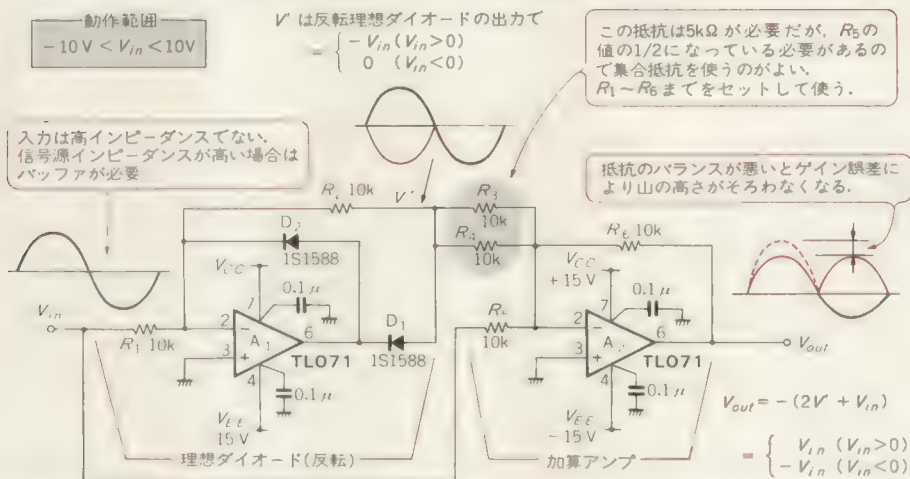 動作範囲
－10V＜Vin＜10V
V'は反転理想ダイオードの出力で
= { －Vin (Vin>0)
0 (Vin<0)
この抵抗は5kΩが必要だが，R5の
値の1/2になっている必要があるの
で集合抵抗を使うのがよい．
R1～R6までをセットして使う．
入力は高インピーダンスでない．
信号源インピーダンスが高い場合は
バッファが必要
抵抗のバランスが悪いとゲイン誤差に
より山の高さがそろわなくなる．
10k
V'
R3
10k
R4
10k
R6 10k
D2
1S1588
VCC
7
0.1μ
VCC
+15V
7
0.1μ
Vin
R1 10k
2
3
－
+
A1
6
4
TL071
D1
1S1588
0.1μ
10k
2
3
－
+
A
6
4
TL071
0.1μ
Vout
VEE
15V
VEE
－15V
理想ダイオード(反転)
加算アンプ
Vout=－(2V'+Vin)
= { Vin (Vin>0)
－Vin (Vin<0)